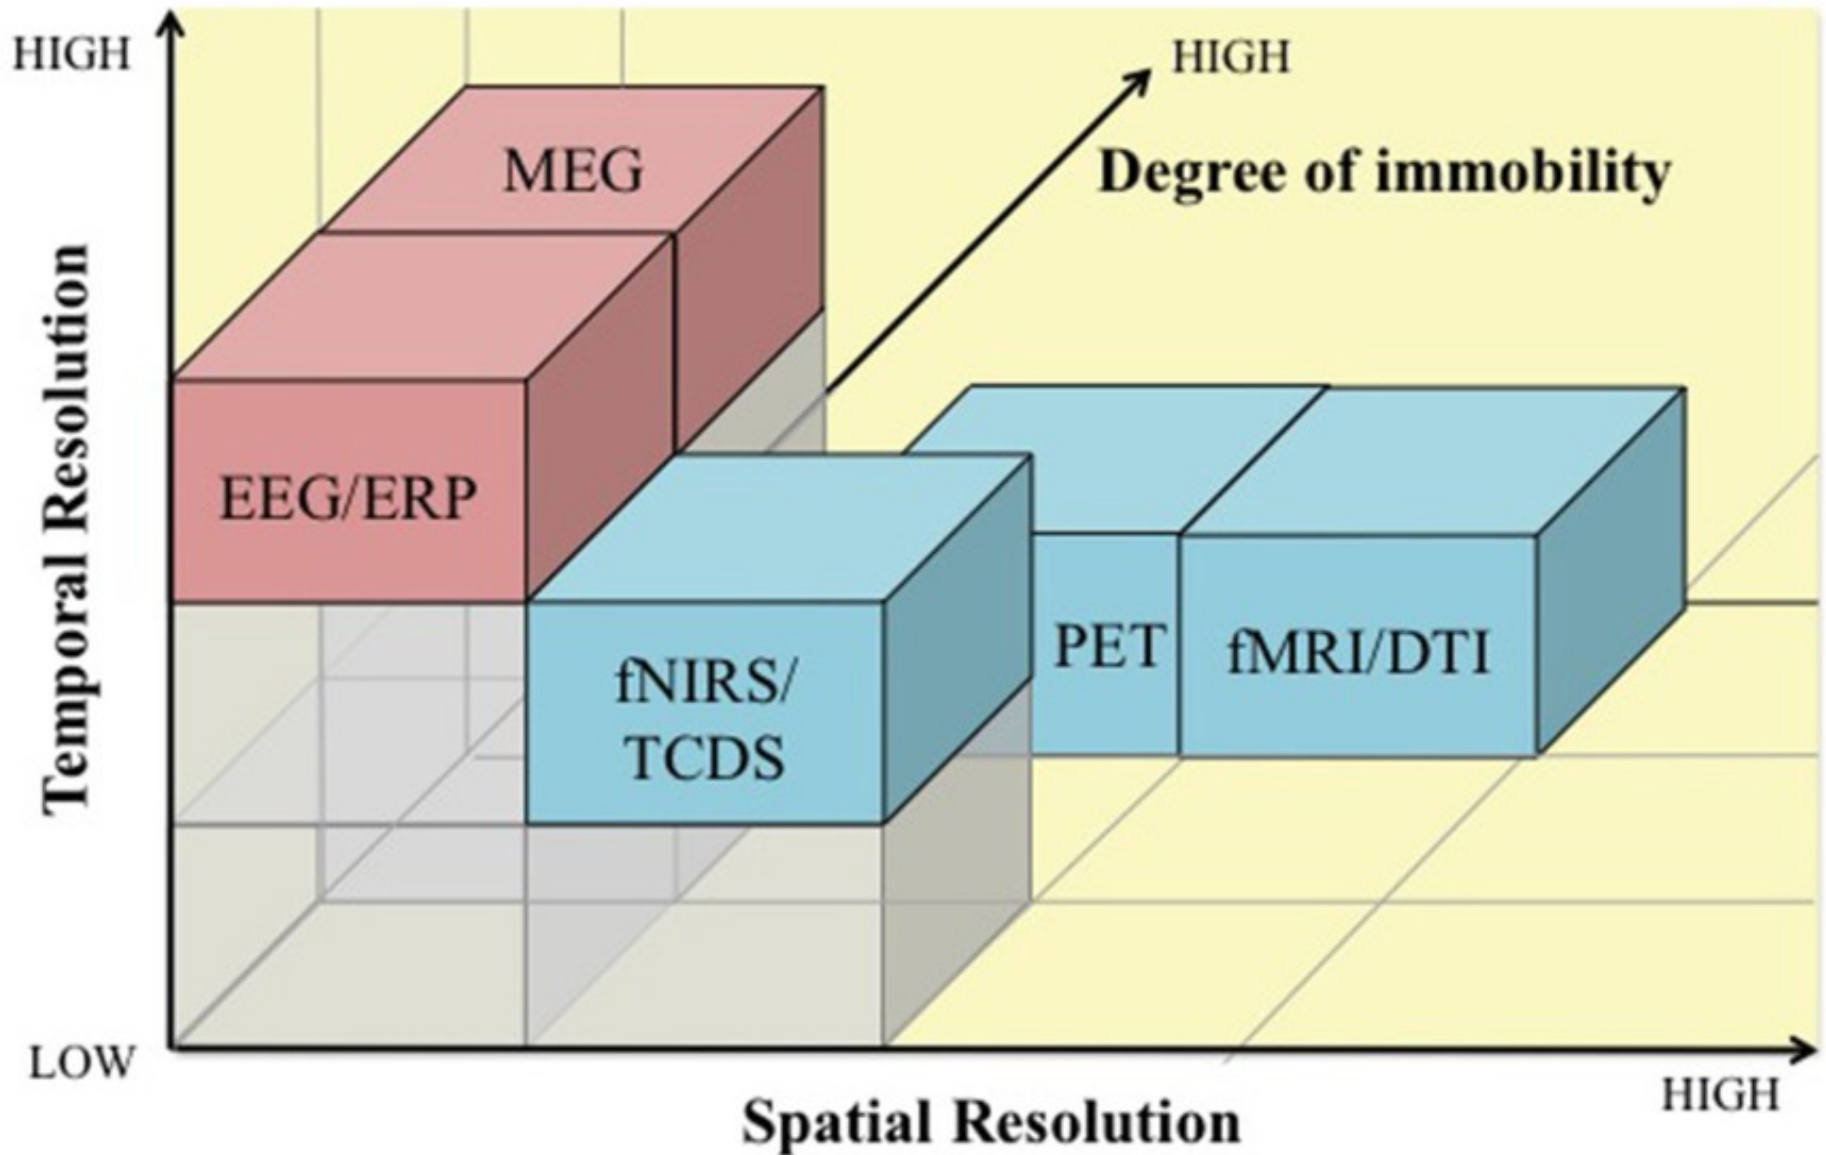 HIGH
HIGH
MEG
Degree of immobility
Temporal Resolution
EEG/ERP
fNIRS/
TCDS
PET
fMRI/DTI
LOW
HIGH
Spatial Resolution